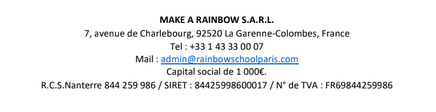 MAKE A RAINBOW S.A.R.L.
7, avenue de Charlebourg, 92520 La Garenne-Colombes, France
Tel : +33 1 43 33 00 07
Mail : admin@rainbowschoolparis.com
Capital social de 1 000€.
R.C.S.Nanterre 844 259 986 / SIRET : 84425998600017 / N° de TVA : FR69844259986